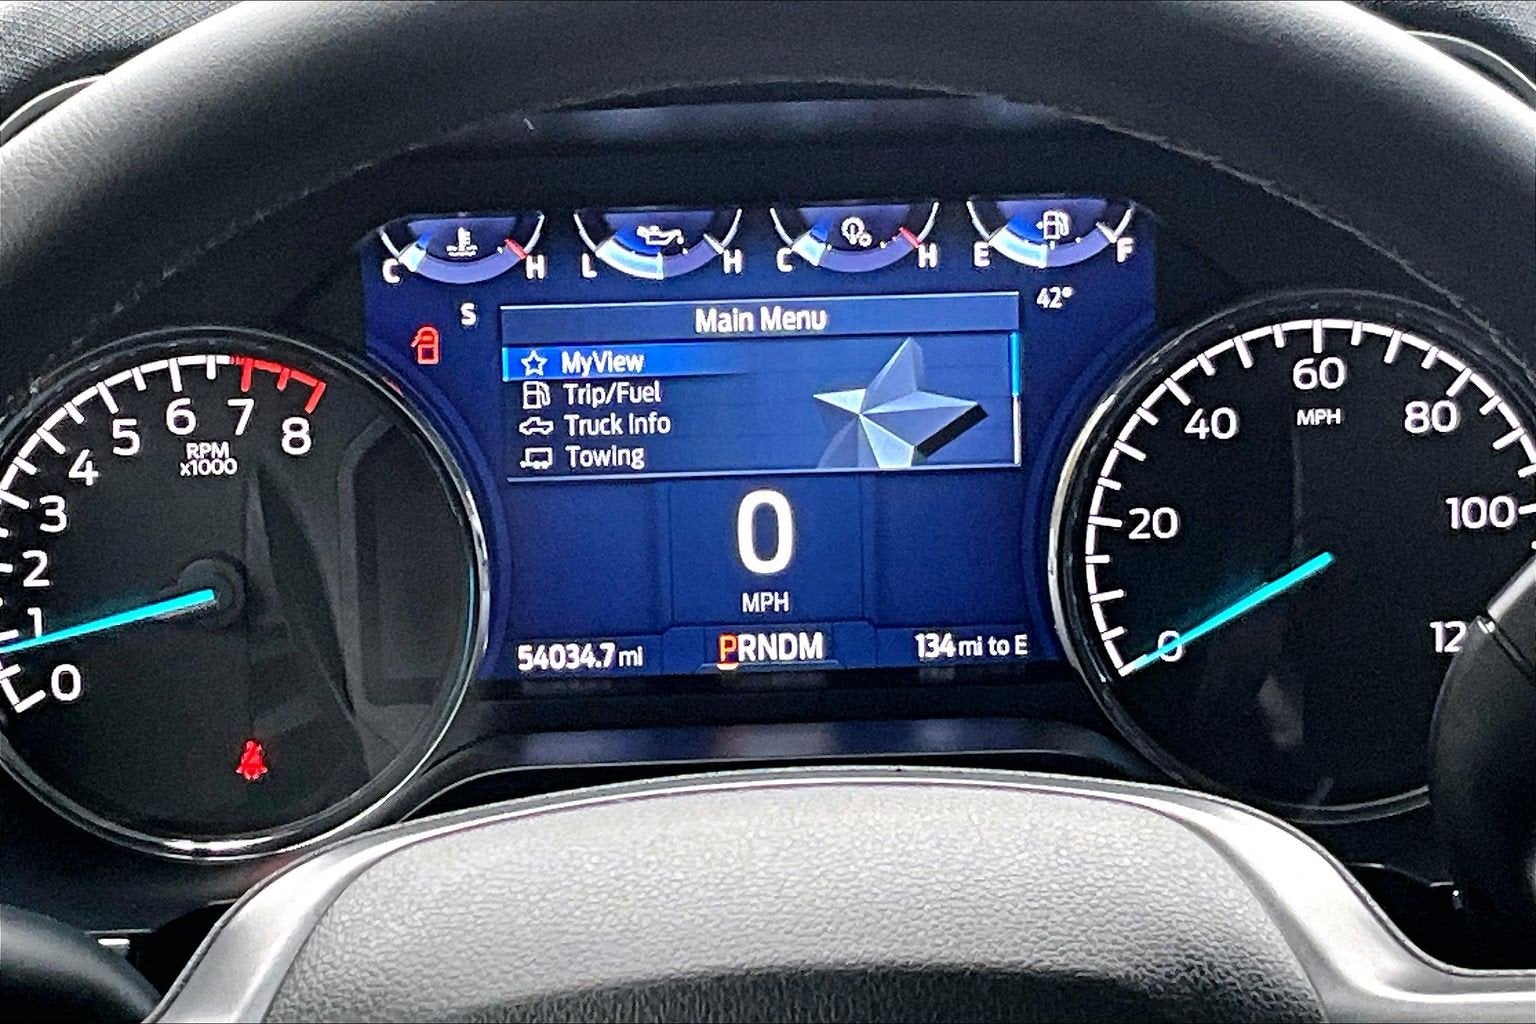 C H L H C H E F
S
42°
Main Menu
MyView
Trip/Fuel
Truck Info
Towing
0
MPH
54034.7 mi
PRNDM
134 mi to E
0
1
2
3
4
5
6
7
8
RPM
x1000
0
20
40
60
80
100
12
MPH